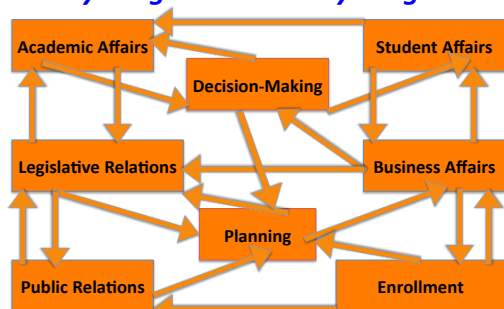 Academic Affairs
Student Affairs
Decision-Making
Legislative Relations
Business Affairs
Planning
Public Relations
Enrollment